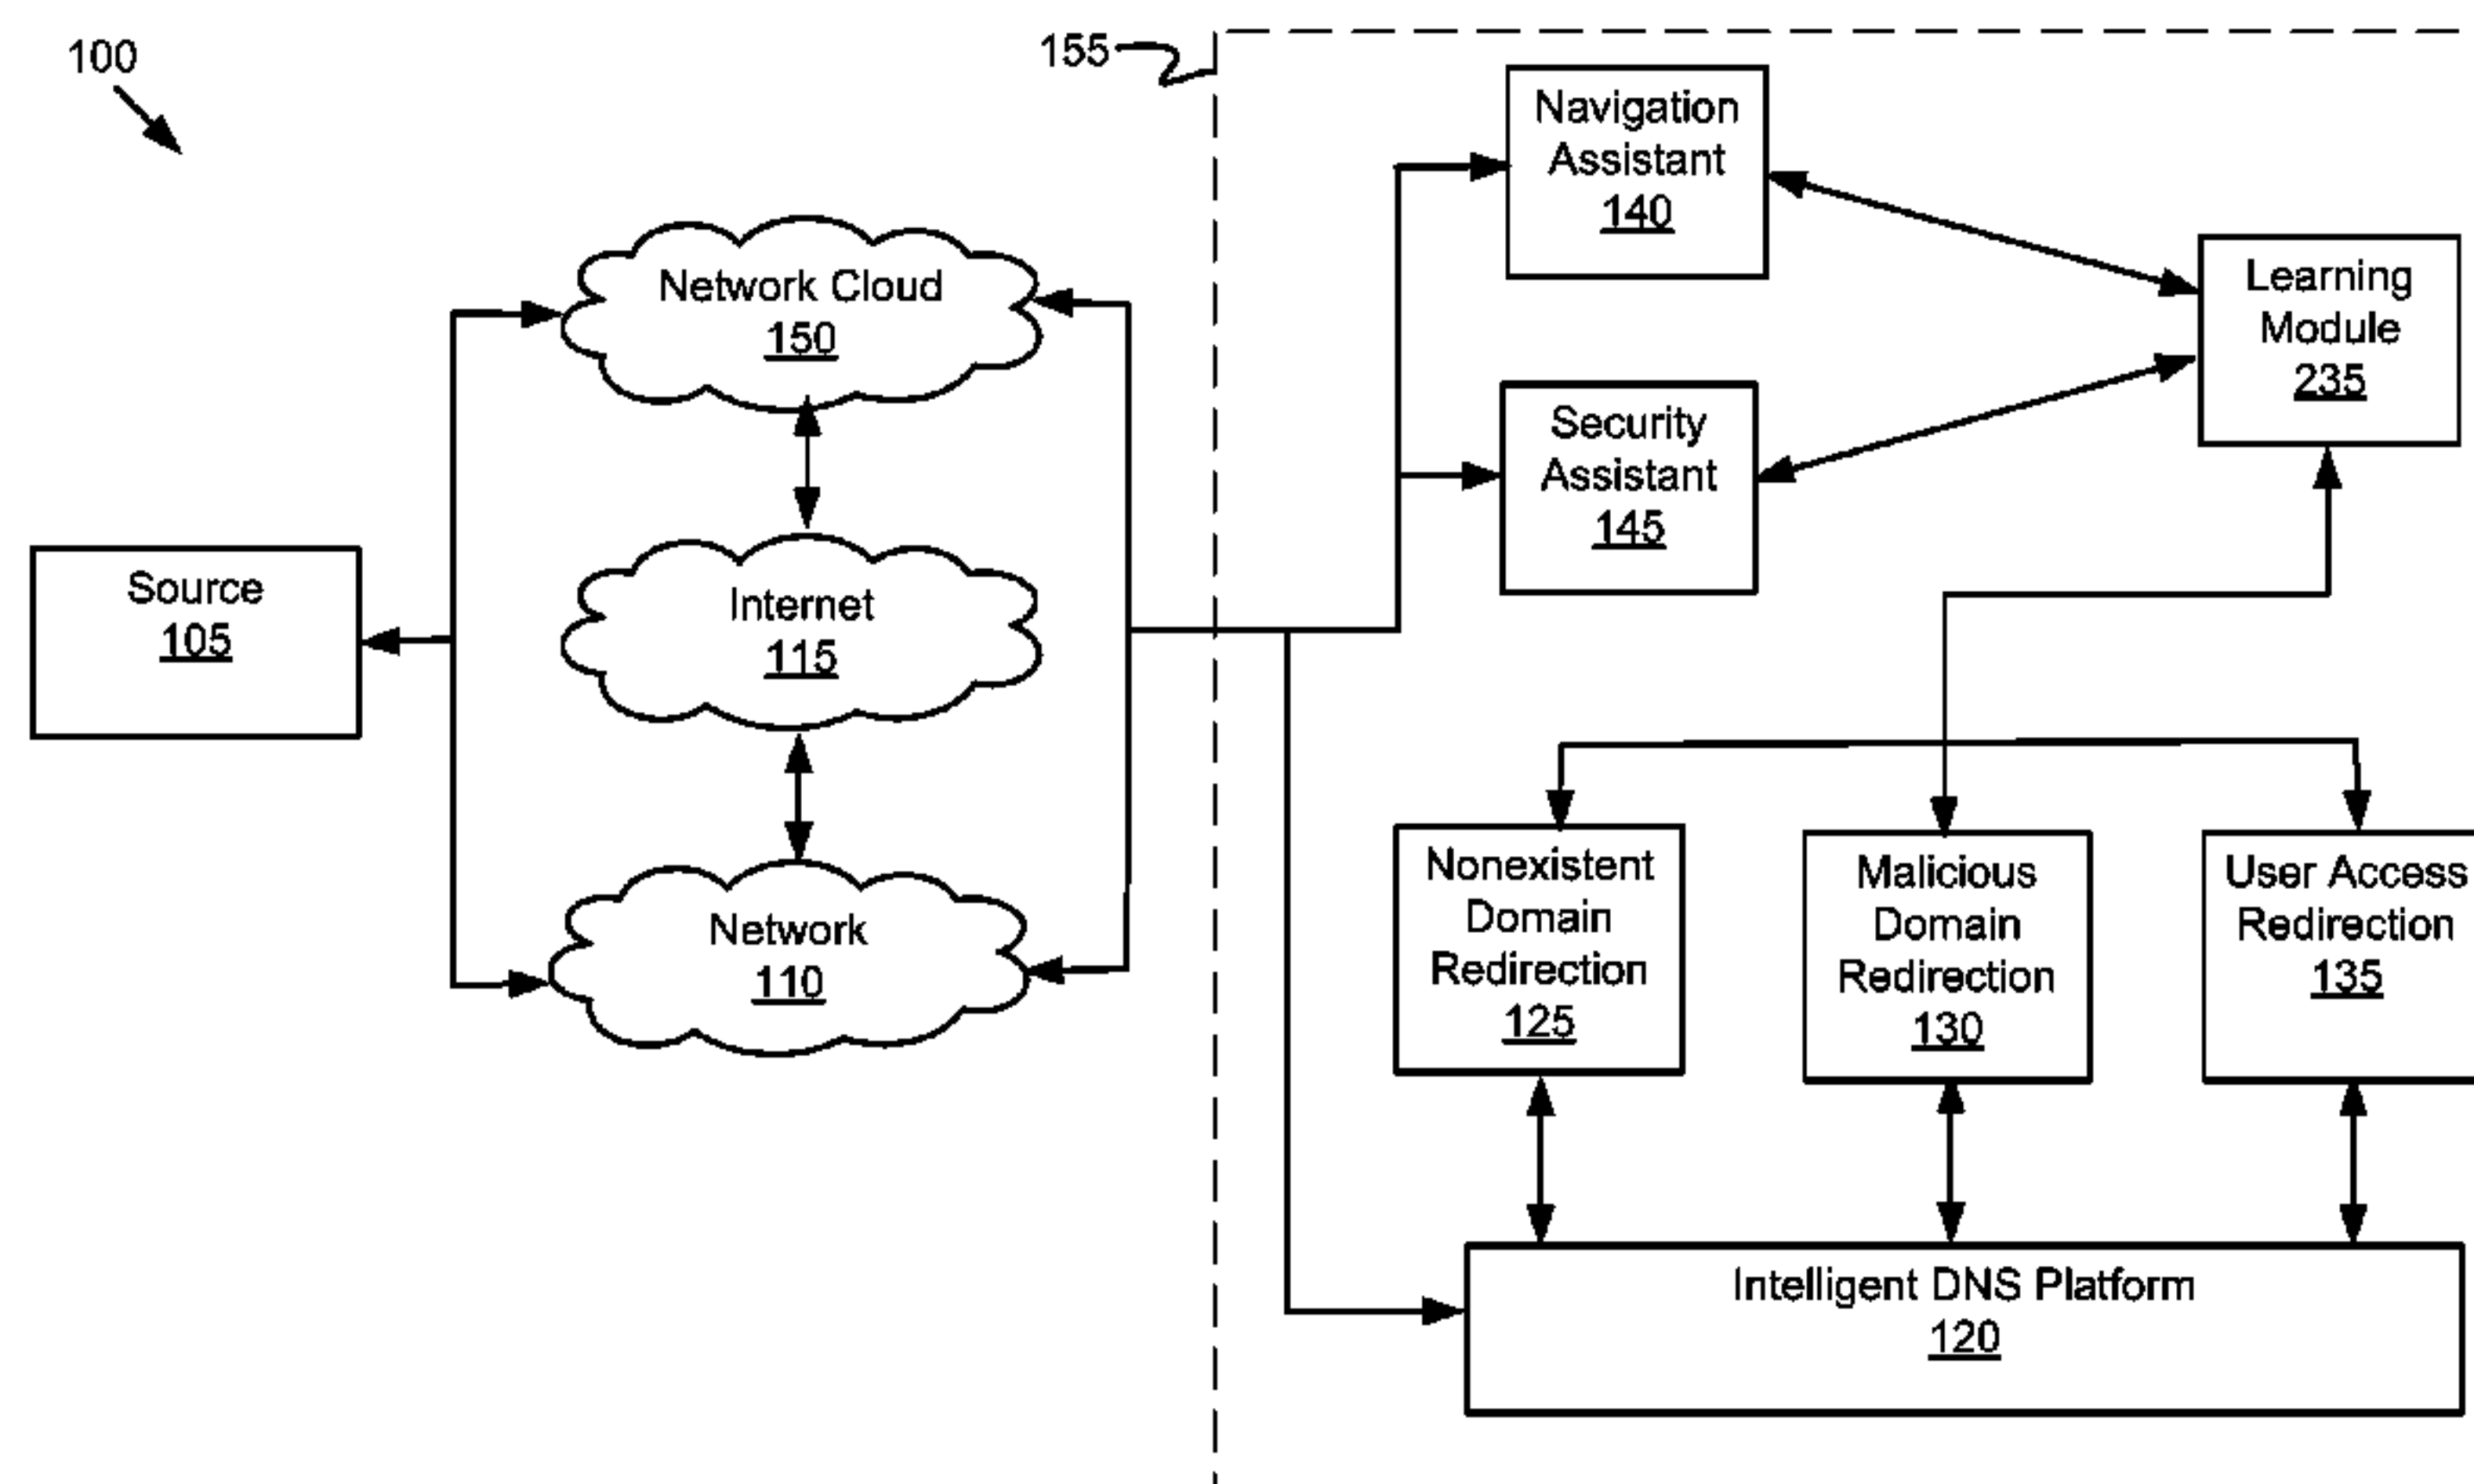 100
155
Navigation
Assistant
140
Network Cloud
150
Learning
Module
235
Security
Assistant
145
Source
105
Internet
115
Network
110
Nonexistent
Domain
Redirection
125
Malicious
Domain
Redirection
130
User Access
Redirection
135
Intelligent DNS Platform
120